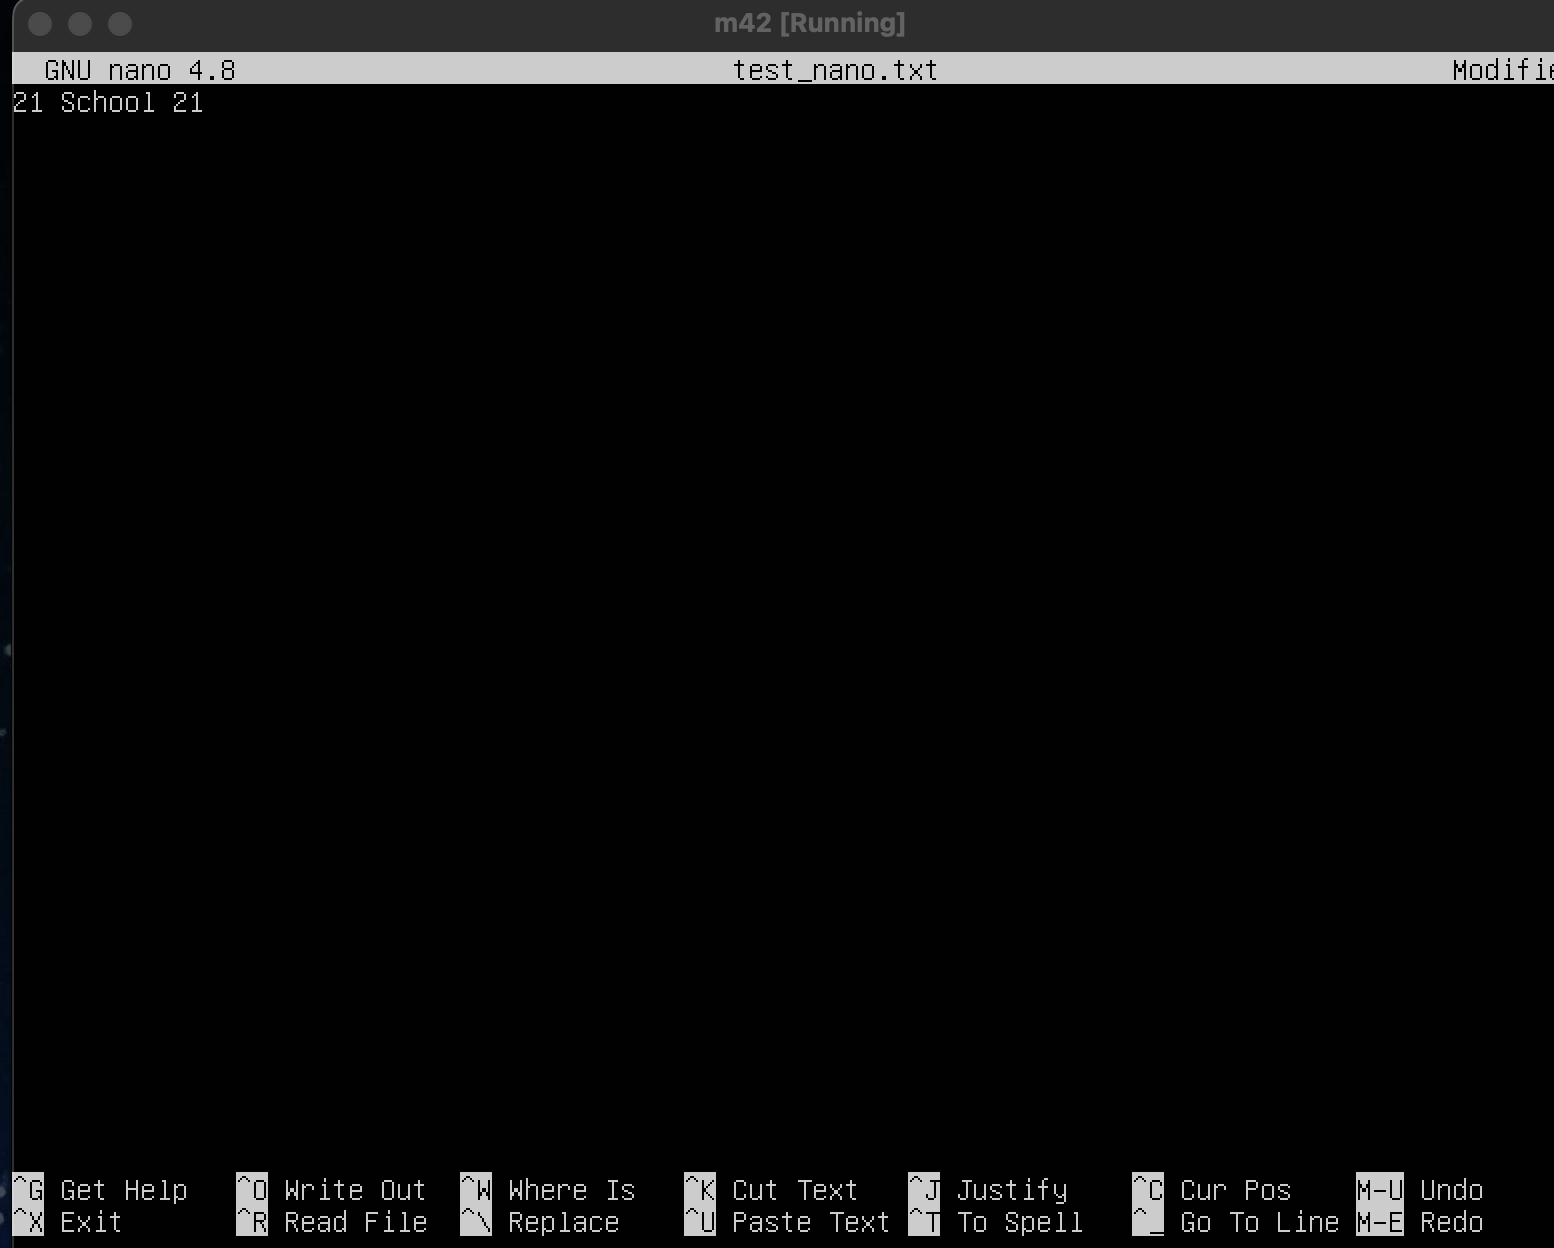 m42 [Running]
GNU nano 4.8 test_nano.txt Modifie
21 School 21
^G Get Help ^O Write Out ^W Where Is ^K Cut Text ^J Justify ^C Cur Pos M-U Undo
^X Exit ^R Read File ^\ Replace ^U Paste Text ^T To Spell ^_ Go To Line M-E Redo